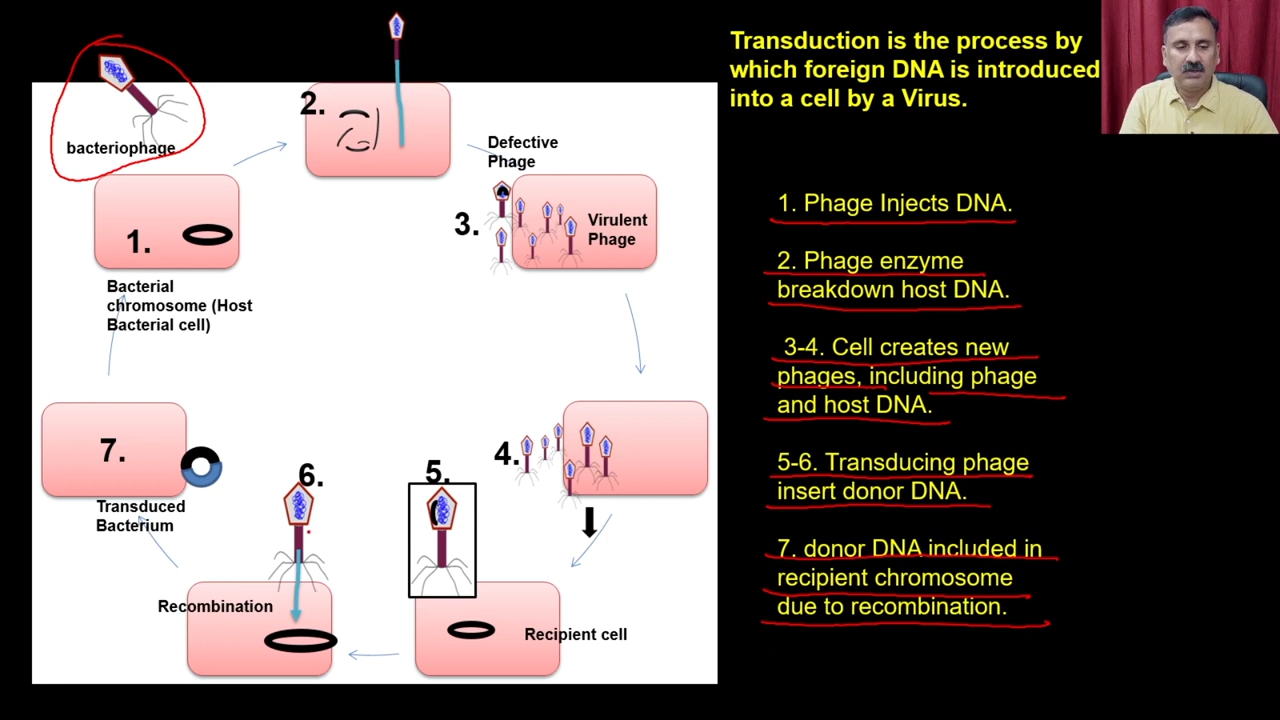 Transduction is the process by
which foreign DNA is introduced
into a cell by a Virus.
bacteriophage
1.
Bacterial
chromosome (Host
Bacterial cell)
2.
Defective
Phage
3.
Virulent
Phage
4.
5.
Recipient cell
6.
Recombination
7.
Transduced
Bacterium
1. Phage Injects DNA.
2. Phage enzyme
breakdown host DNA.
3-4. Cell creates new
phages, including phage
and host DNA.
5-6. Transducing phage
insert donor DNA.
7. donor DNA included in
recipient chromosome
due to recombination.